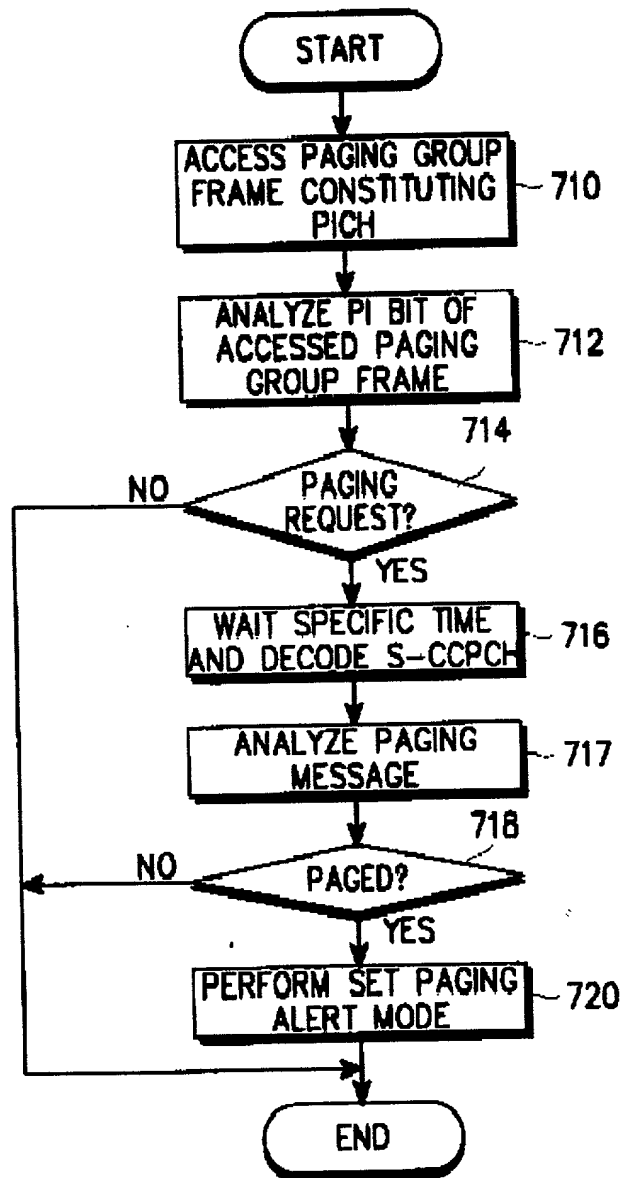 START
ACCESS PAGING GROUP
FRAME CONSTITUTING
PICH
710
ANALYZE PI BIT OF
ACCESSED PAGING
GROUP FRAME
712
714
PAGING
REQUEST?
NO
YES
WAIT SPECIFIC TIME
AND DECODE S-CCPCH
716
ANALYZE PAGING
MESSAGE
717
718
PAGED?
NO
YES
PERFORM SET PAGING
ALERT MODE
720
END